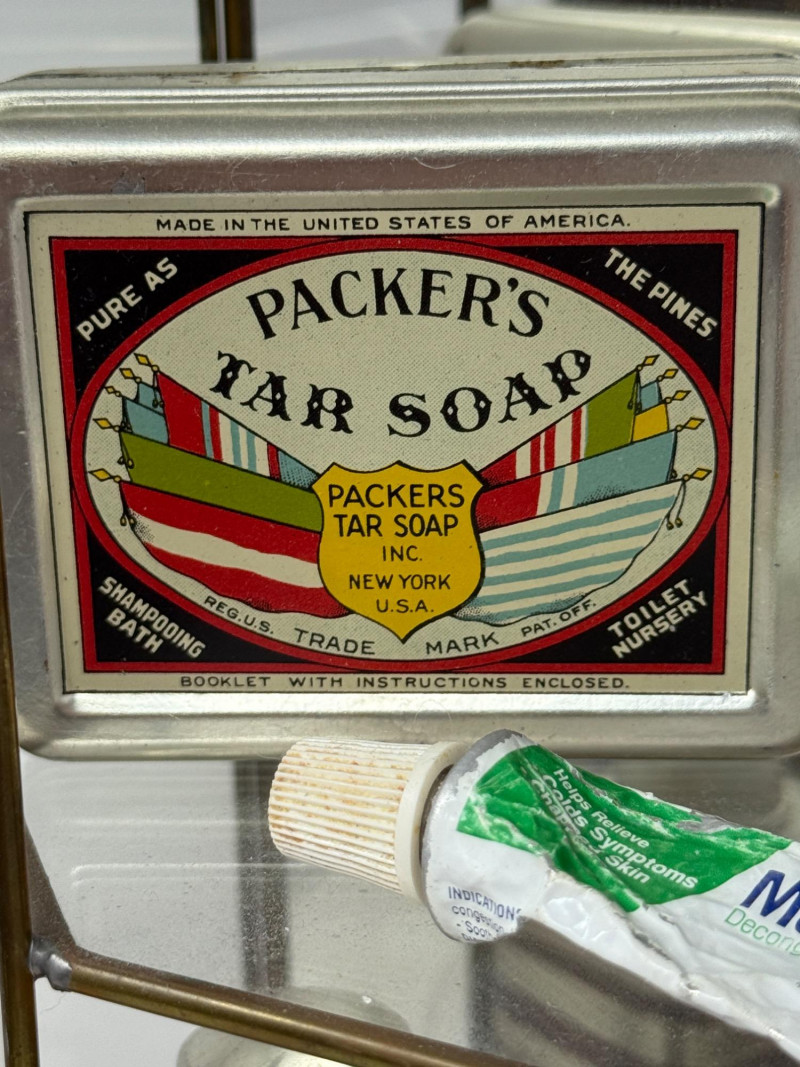 MADE IN THE UNITED STATES OF AMERICA.
PURE AS
THE PINES
PACKER'S
TAR SOAP
PACKERS
TAR SOAP
INC.
NEW YORK
U.S.A.
SHAMPOOING
BATH
TOILET
NURSERY
REG.U.S. TRADE MARK PAT. OFF.
BOOKLET WITH INSTRUCTIONS ENCLOSED.
Helps Relieve
Colds Symptoms
Chapped Skin
INDICATIONS